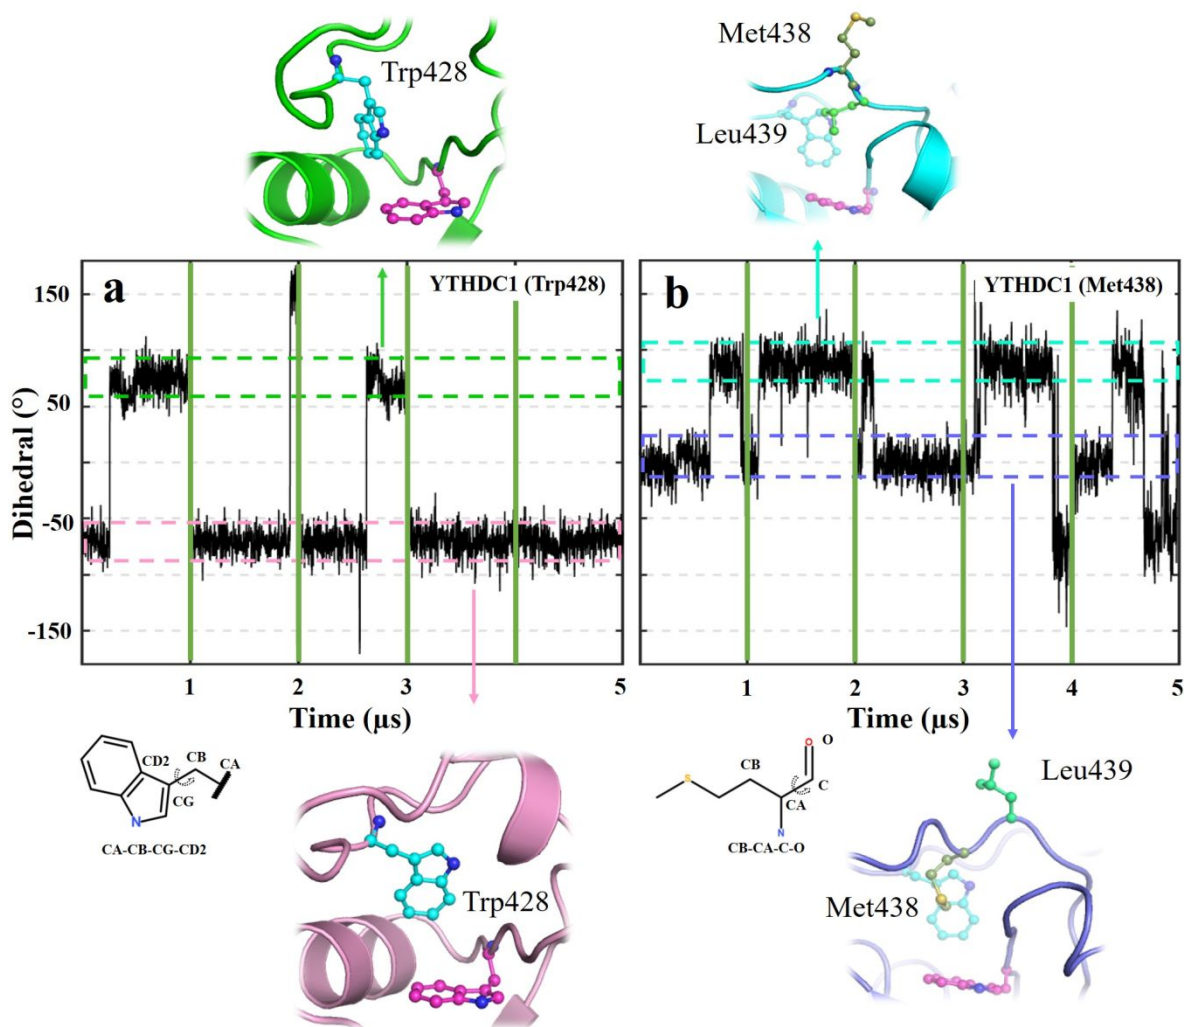 Trp428
Met438
Leu439
a
YTHDC1 (Trp428)
b
YTHDC1 (Met438)
Dihedral (°)
150
50
-50
-150
1
2
3
5
Time (μs)
1
2
3
4
5
Time (μs)
CD2
CB
CA
CG
N
CA-CB-CG-CD2
Trp428
O
O
CB
S
C
CA
N
CB-CA-C-O
Leu439
Met438